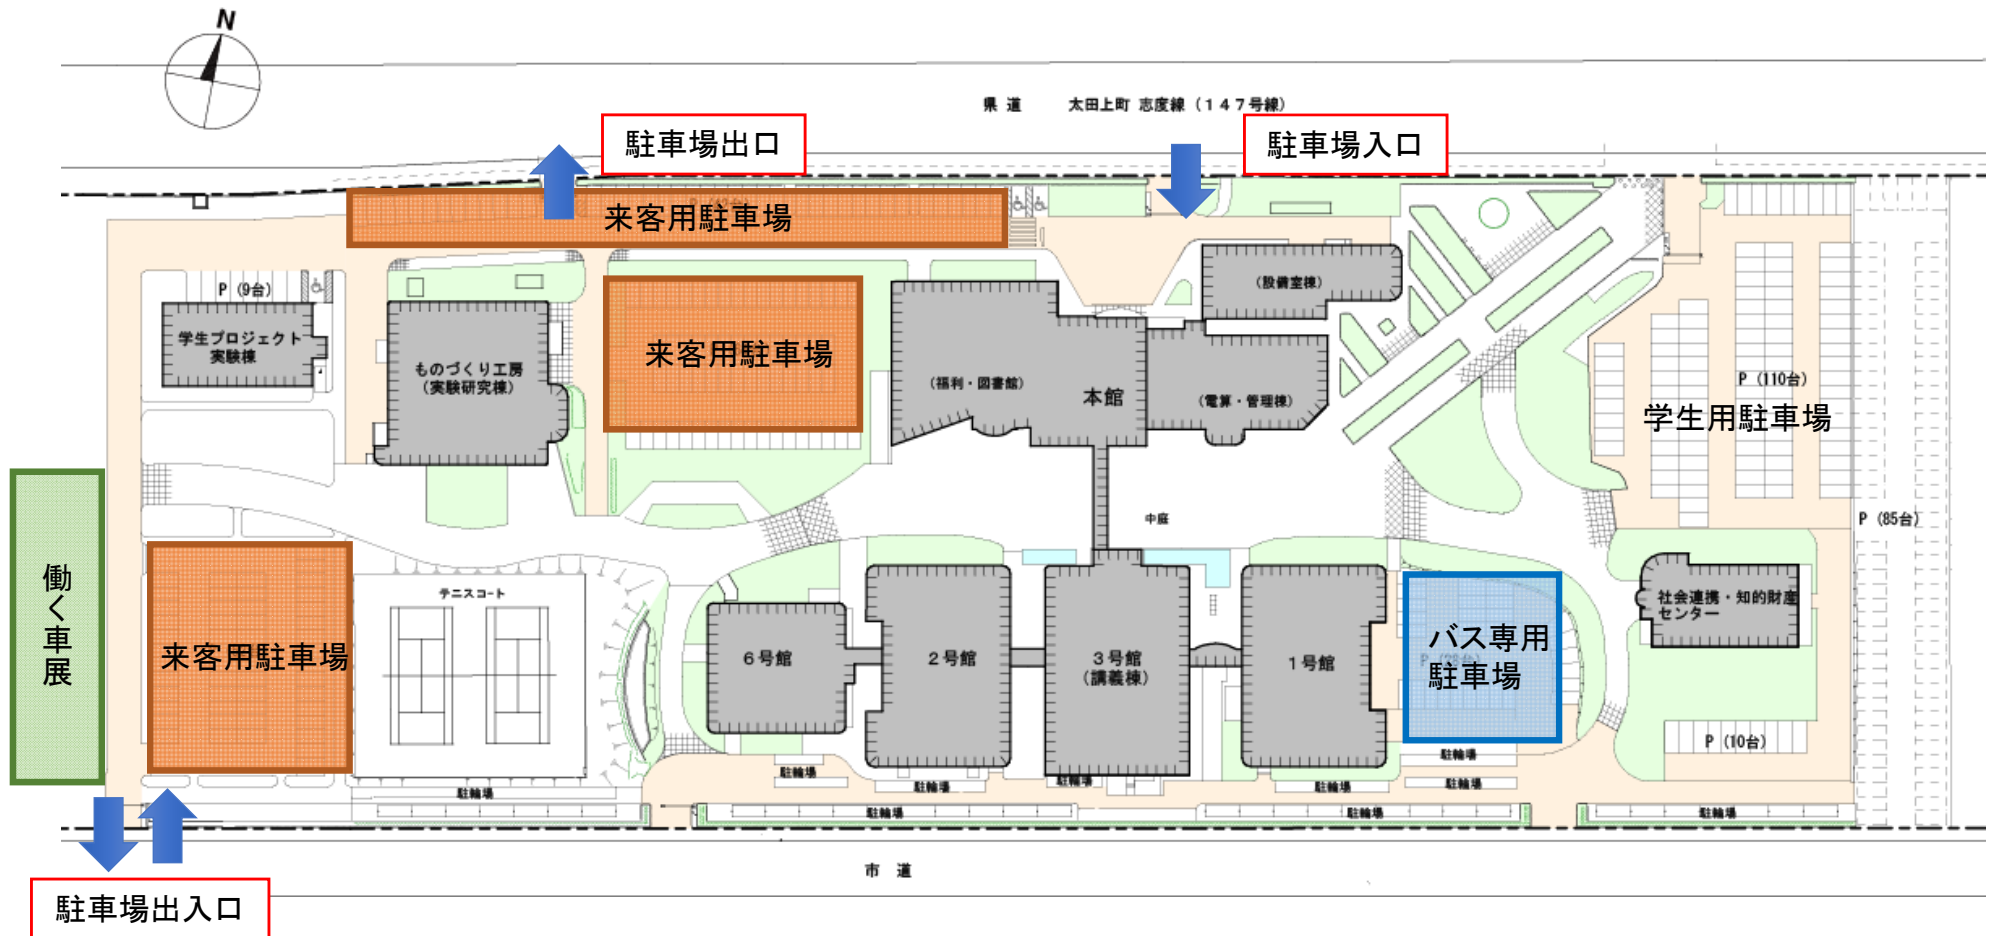 N
県道 太田上町 志度線（１４７号線）
駐車場出口
駐車場入口
来客用駐車場
P（9台）
学生プロジェクト
実験棟
ものづくり工房
（実験研究棟）
来客用駐車場
（設備室棟）
（福利・図書館）
本館
（電算・管理棟）
P（110台）
学生用駐車場
P（85台）
中庭
働く車展
来客用駐車場
テニスコート
６号館
２号館
３号館
（講義棟）
１号館
バス専用
駐車場
社会連携・知的財産
センター
P（10台）
駐輪場
駐輪場
駐輪場
駐輪場
駐輪場
駐輪場
駐輪場
駐輪場
駐輪場
駐輪場
市道
駐車場出入口